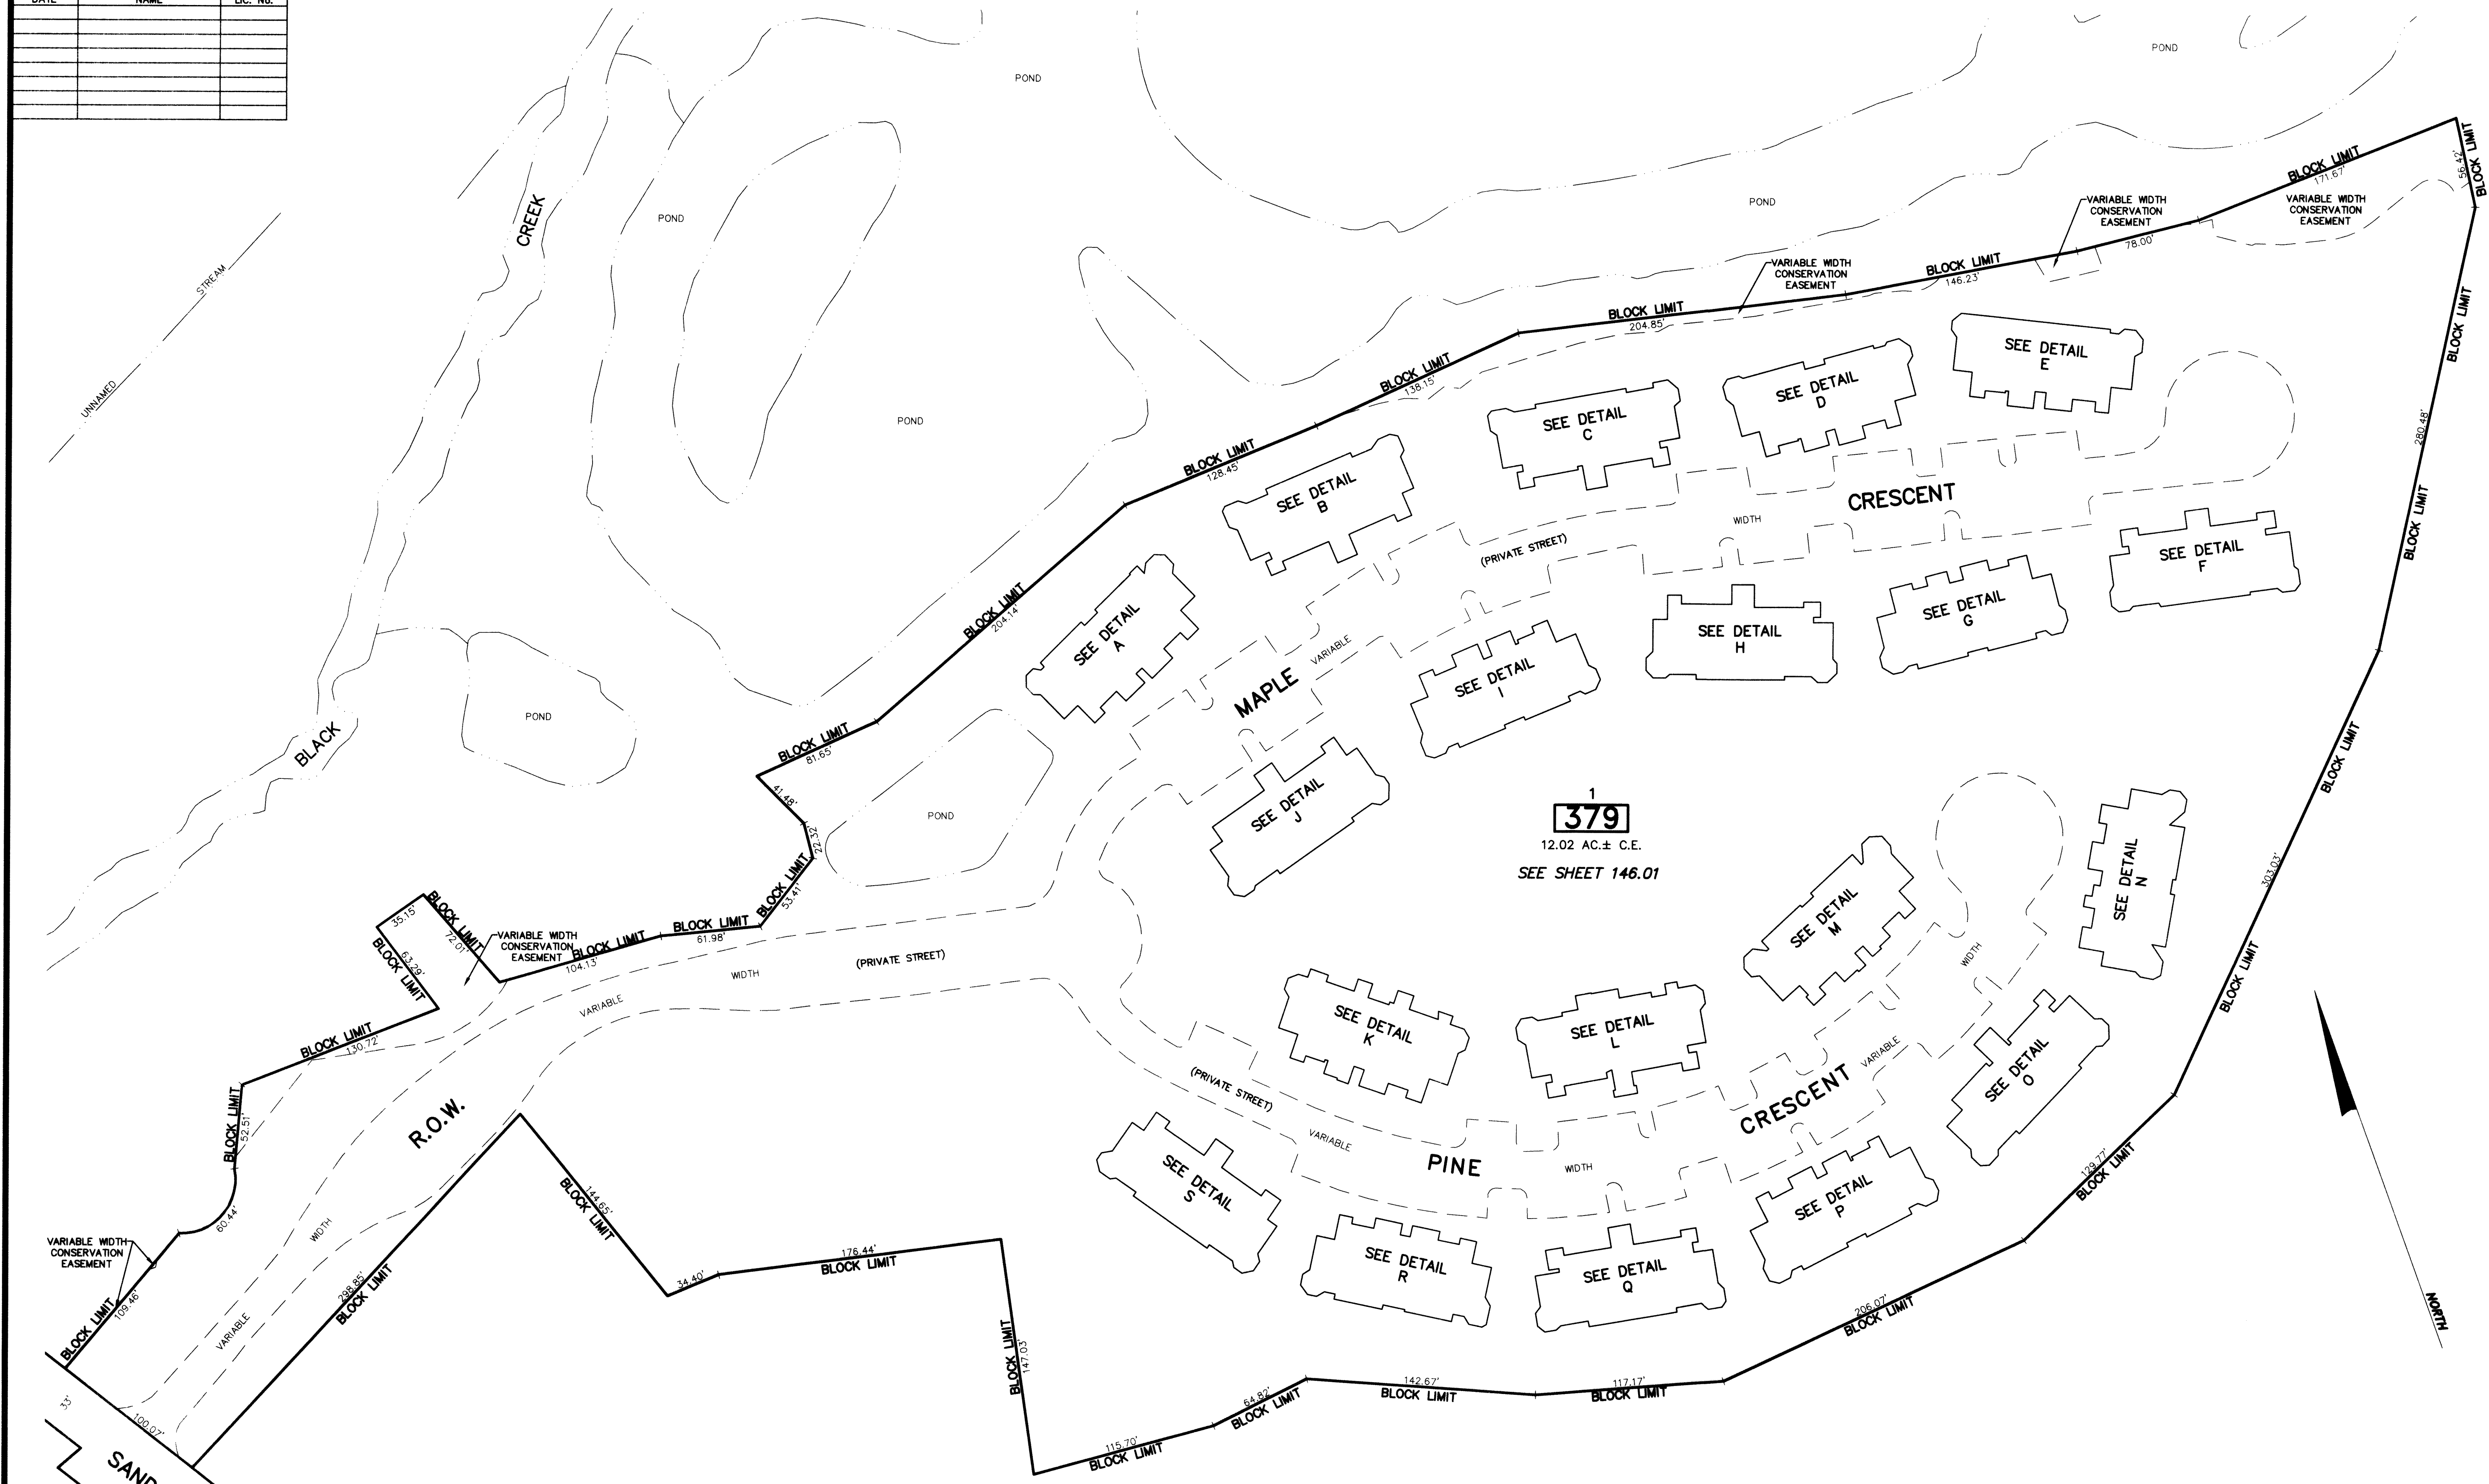 DATE NAME LIC. No.
POND
POND
CREEK
POND
POND
STREAM
UNNAMED
POND
POND
BLACK
POND
BLOCK LIMIT
56.42'
BLOCK LIMIT
171.67'
VARIABLE WIDTH
CONSERVATION
EASEMENT
VARIABLE WIDTH
CONSERVATION
EASEMENT
78.00'
BLOCK LIMIT
146.23'
VARIABLE WIDTH
CONSERVATION
EASEMENT
BLOCK LIMIT
204.85'
BLOCK LIMIT
138.15'
BLOCK LIMIT
128.45'
BLOCK LIMIT
204.14'
BLOCK LIMIT
81.65'
41.48'
22.32'
BLOCK LIMIT
53.41'
POND
BLOCK LIMIT
61.98'
BLOCK LIMIT
104.13'
VARIABLE WIDTH
CONSERVATION
EASEMENT
BLOCK LIMIT
72.01'
35.15'
63.29'
BLOCK LIMIT
BLOCK LIMIT
130.72'
BLOCK LIMIT
52.51'
60.44'
VARIABLE WIDTH
CONSERVATION
EASEMENT
BLOCK LIMIT
109.46'
33'
100.07'
R.O.W.
VARIABLE
WIDTH
VARIABLE
WIDTH
(PRIVATE STREET)
298.85'
BLOCK LIMIT
144.65'
BLOCK LIMIT
34.40'
176.44'
BLOCK LIMIT
BLOCK LIMIT
147.03'
115.70'
BLOCK LIMIT
64.82'
BLOCK LIMIT
142.67'
BLOCK LIMIT
117.17'
BLOCK LIMIT
206.07'
BLOCK LIMIT
129.77'
BLOCK LIMIT
BLOCK LIMIT
303.03'
BLOCK LIMIT
BLOCK LIMIT
280.48'
BLOCK LIMIT
SEE DETAIL
A
SEE DETAIL
B
SEE DETAIL
C
SEE DETAIL
D
SEE DETAIL
E
SEE DETAIL
F
SEE DETAIL
G
SEE DETAIL
H
SEE DETAIL
I
SEE DETAIL
J
MAPLE
VARIABLE
(PRIVATE STREET)
WIDTH
CRESCENT
1
379
12.02 AC.± C.E.
SEE SHEET 146.01
SEE DETAIL
K
SEE DETAIL
L
SEE DETAIL
M
SEE DETAIL
N
SEE DETAIL
O
SEE DETAIL
P
SEE DETAIL
Q
SEE DETAIL
R
SEE DETAIL
S
(PRIVATE STREET)
VARIABLE
PINE
WIDTH
CRESCENT
VARIABLE
WIDTH
NORTH